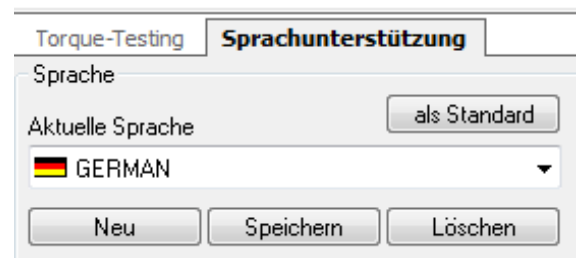 Torque-Testing Sprachunterstützung
Sprache
als Standard
Aktuelle Sprache
GERMAN
Neu Speichern Löschen